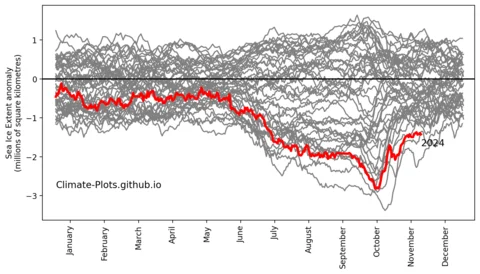 Sea Ice Extent anomaly
(millions of square kilometres)
1
0
−1
−2
−3
2024
Climate-Plots.github.io
January
February
March
April
May
June
July
August
September
October
November
December